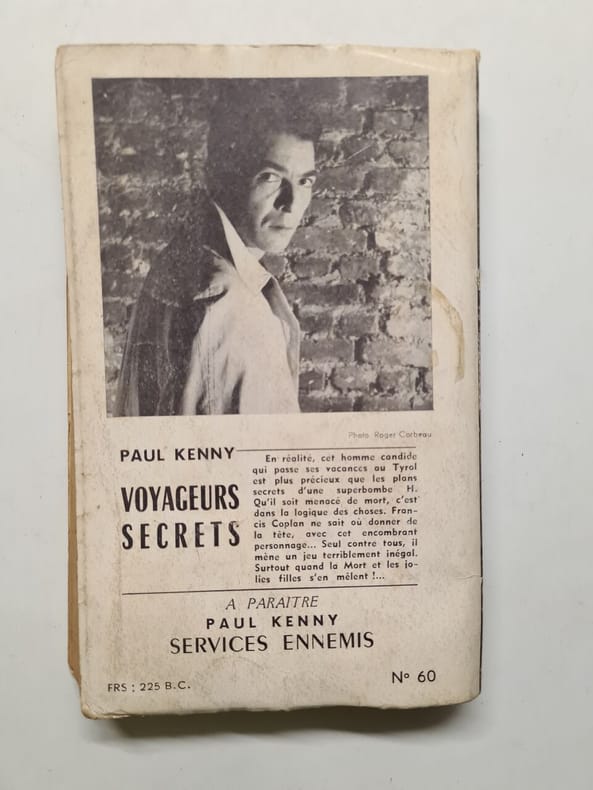 Photo Roger Corbeau
PAUL KENNY
VOYAGEURS
SECRETS
En réalité, cet homme candide
qui passe ses vacances au Tyrol
est plus précieux que les plans
secrets d'une superbombe H.
Qu'il soit menacé de mort, c'est
dans la logique des choses. Fran-
cis Coplan ne sait où donner de
la tête, avec cet encombrant
personnage... Seul contre tous, il
mène un jeu terriblement inégal.
Surtout quand la Mort et les jo-
lies filles s'en mêlent !...
A PARAITRE
PAUL KENNY
SERVICES ENNEMIS
FRS : 225 B.C.
Nº 60